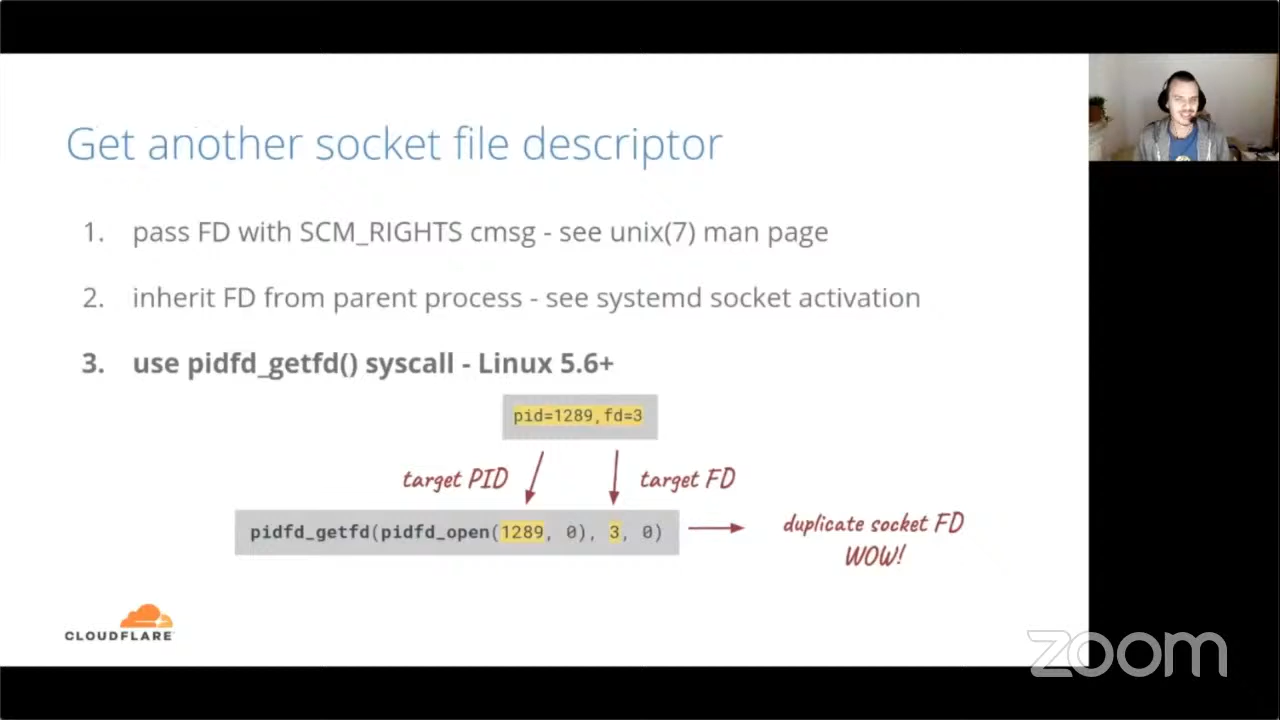 Get another socket file descriptor
1. pass FD with SCM_RIGHTS cmsg - see unix(7) man page
2. inherit FD from parent process - see systemd socket activation
3. use pidfd_getfd() syscall - Linux 5.6+
pid=1289,fd=3
target PID
target FD
pidfd_getfd(pidfd_open(1289, 0), 3, 0)
duplicate socket FD
WOW!
CLOUDFLARE
zoom